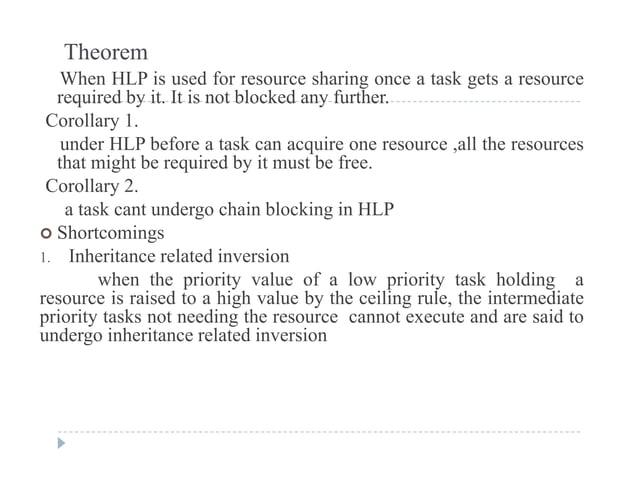 Theorem
When HLP is used for resource sharing once a task gets a resource
required by it. It is not blocked any further.
Corollary 1.
under HLP before a task can acquire one resource ,all the resources
that might be required by it must be free.
Corollary 2.
a task cant undergo chain blocking in HLP
Shortcomings
1. Inheritance related inversion
when the priority value of a low priority task holding a
resource is raised to a high value by the ceiling rule, the intermediate
priority tasks not needing the resource cannot execute and are said to
undergo inheritance related inversion